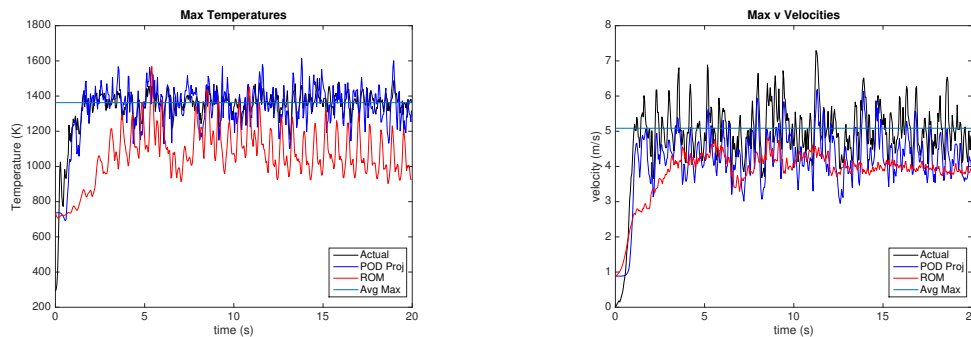 Max Temperatures
1800
1600
1400
1200
1000
800
600
400
200
Temperature (K)
0
5
10
15
20
time (s)
Actual
POD Proj
ROM
Avg Max
Max v Velocities
8
7
6
5
4
3
2
1
0
velocity (m/s)
0
5
10
15
time (s)
Actual
POD Proj
ROM
Avg Max